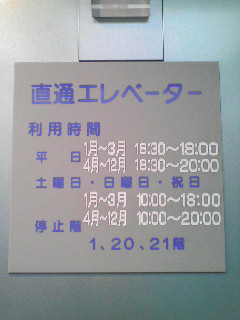 直通エレベーター
利用時間
平　日 1月～3月 16:30～18:00
4月～12月 18:30～20:00
土曜日・日曜日・祝日
1月～3月 10:00～18:00
4月～12月 10:00～20:00
停止階
1、20、21階